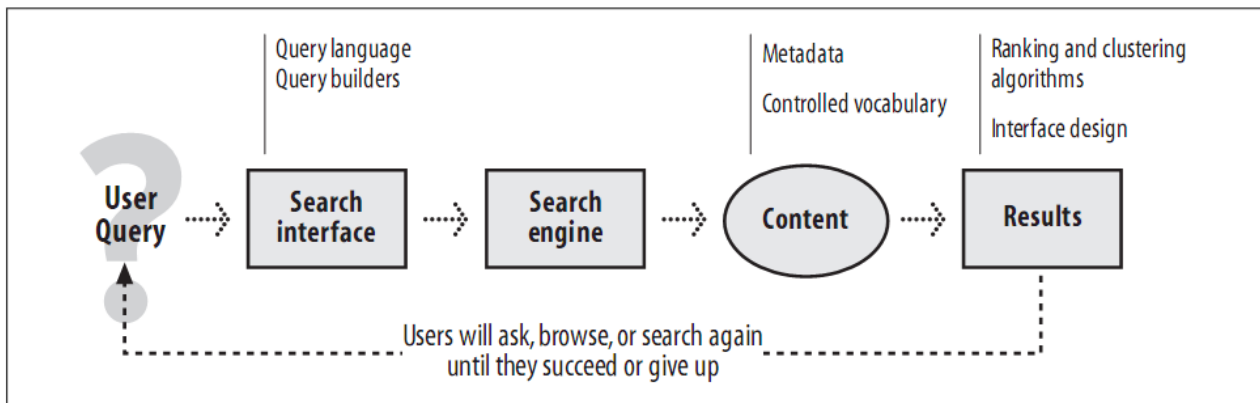 Query language
Query builders
Metadata
Controlled vocabulary
Ranking and clustering
algorithms
Interface design
?
User
Query
Search
interface
Search
engine
Content
Results
Users will ask, browse, or search again
until they succeed or give up